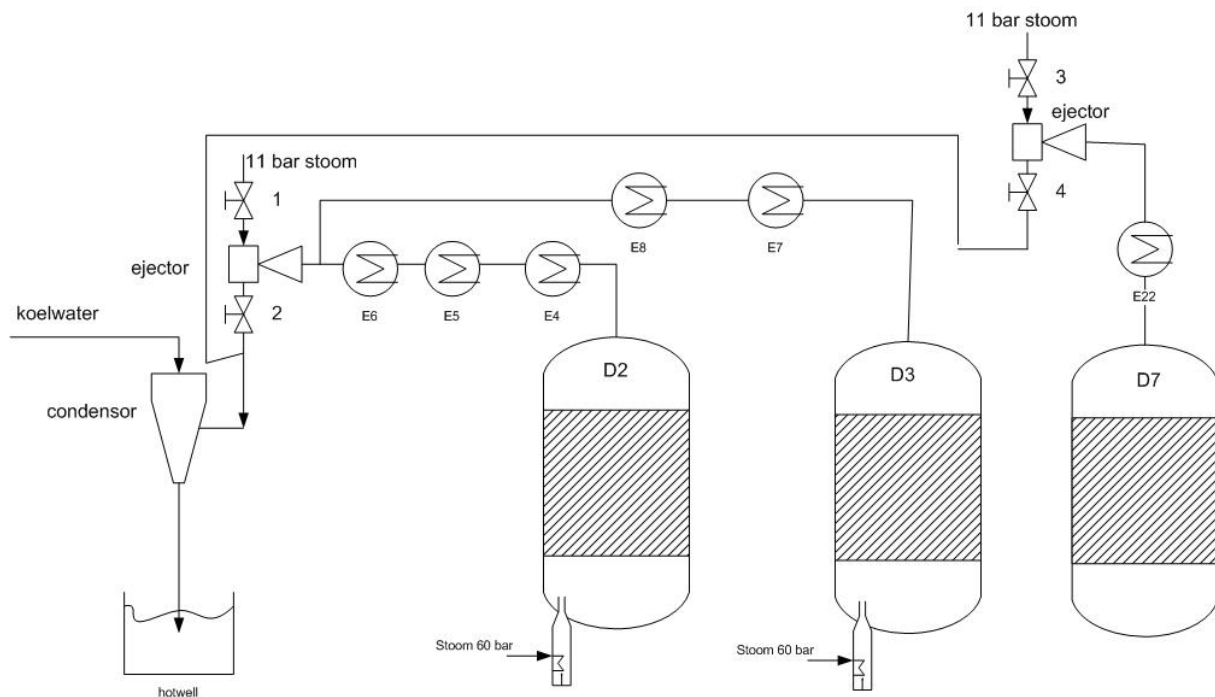 11 bar stoom
3
ejector
4
11 bar stoom
1
ejector
2
E8
E7
E6
E5
E4
E22
koelwater
condensor
D2
D3
D7
Stoom 60 bar
Stoom 60 bar
hotwell